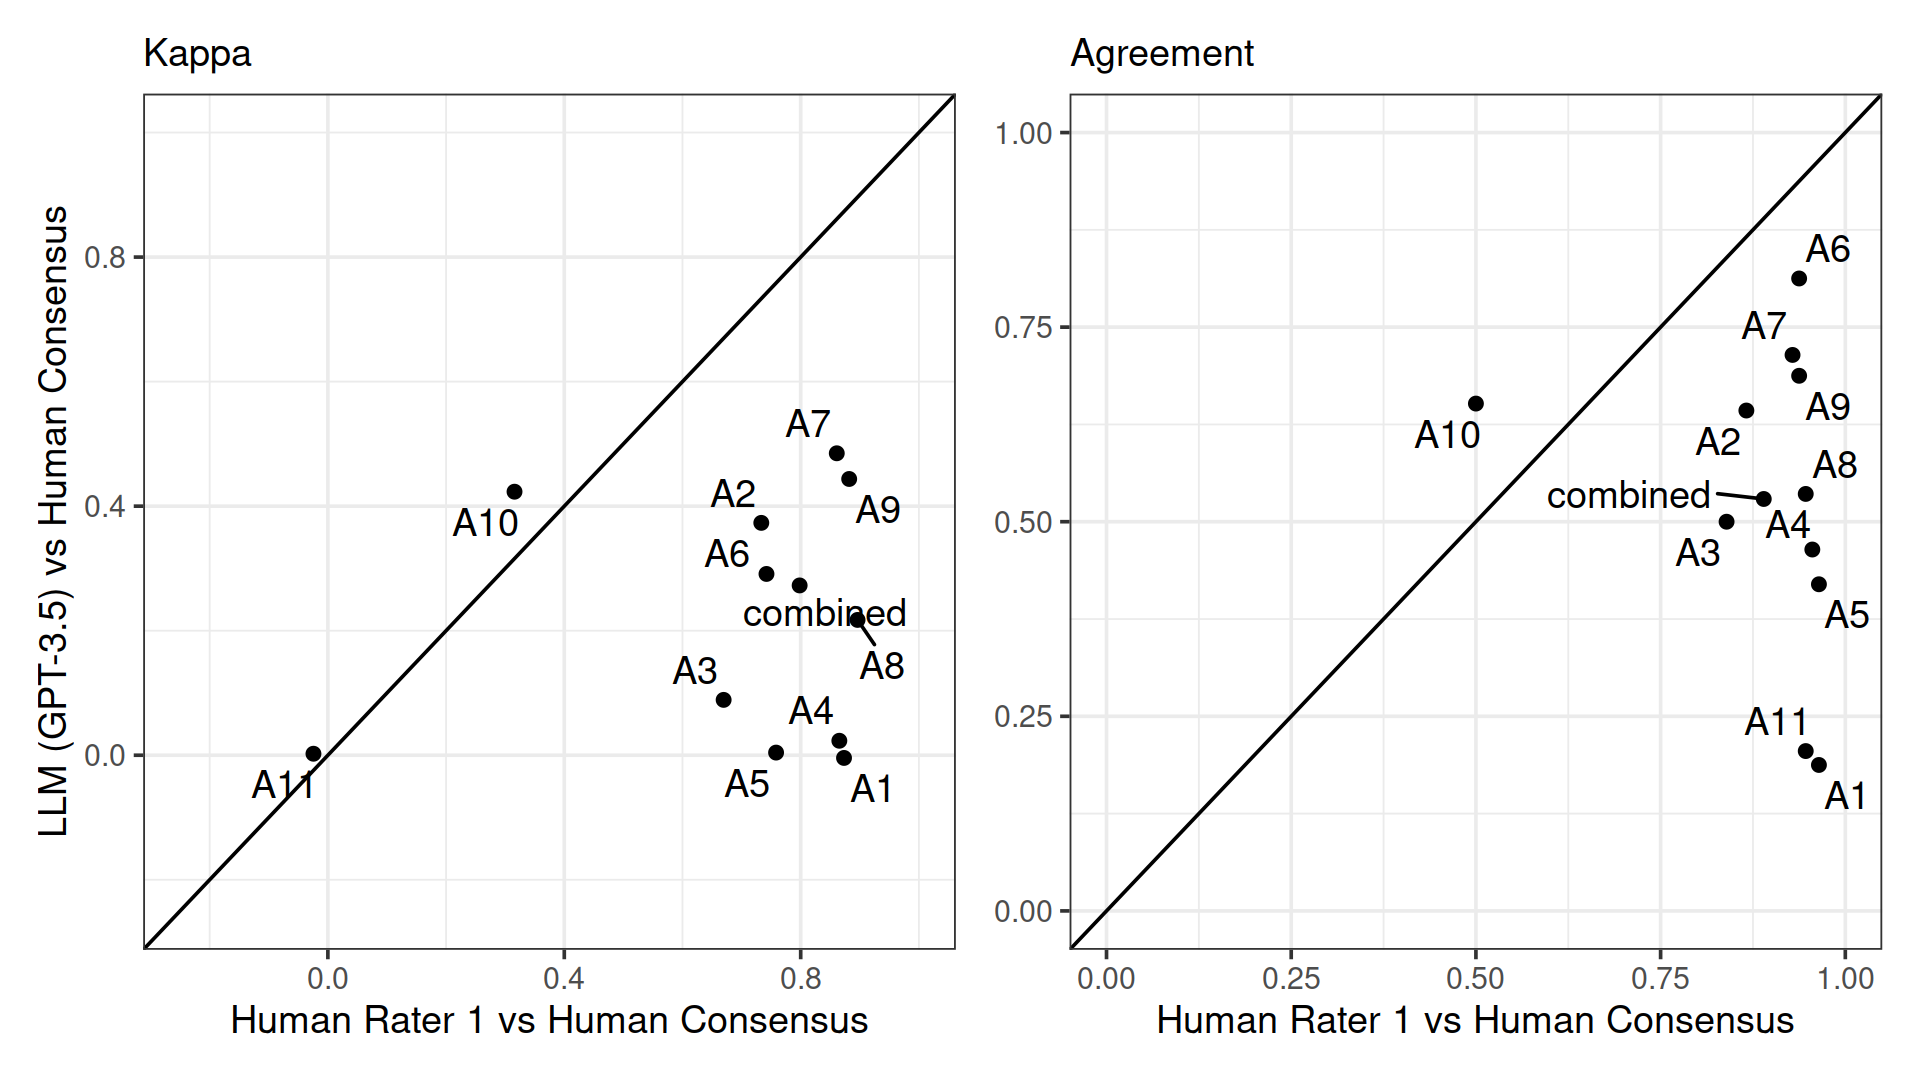 Kappa
LLM (GPT-3.5) vs Human Consensus
0.8
0.4
0.0
A7
A9
A2
A10
A6
combined
A8
A3
A4
A11
A5
A1
0.0 0.4 0.8
Human Rater 1 vs Human Consensus
Agreement
1.00
0.75
0.50
0.25
0.00
A6
A7
A9
A10
A2
A8
combined
A4
A3
A5
A11
A1
0.00 0.25 0.50 0.75 1.00
Human Rater 1 vs Human Consensus